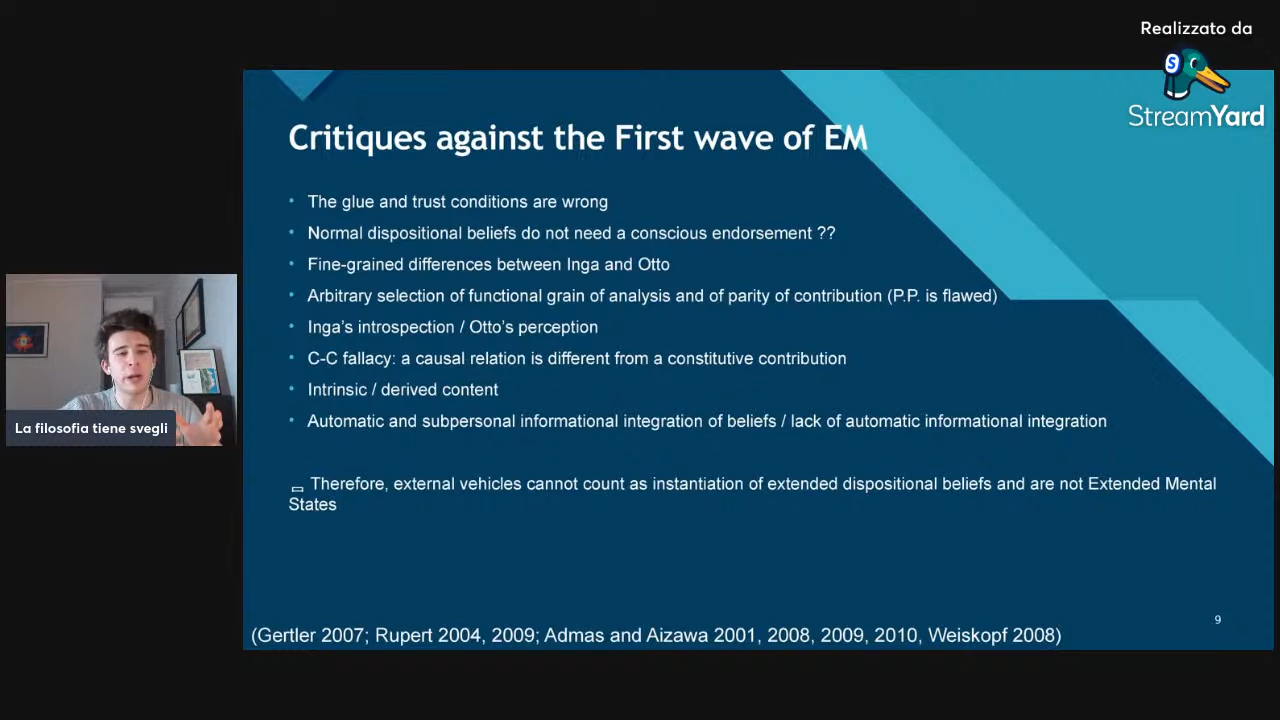 Realizzato da
StreamYard
Critiques against the First wave of EM
• The glue and trust conditions are wrong
• Normal dispositional beliefs do not need a conscious endorsement ??
• Fine-grained differences between Inga and Otto
• Arbitrary selection of functional grain of analysis and of parity of contribution (P.P. is flawed)
• Inga's introspection / Otto's perception
• C-C fallacy: a causal relation is different from a constitutive contribution
• Intrinsic / derived content
• Automatic and subpersonal informational integration of beliefs / lack of automatic informational integration
Therefore, external vehicles cannot count as instantiation of extended dispositional beliefs and are not Extended Mental
States
La filosofia tiene svegli
9
(Gertler 2007; Rupert 2004, 2009; Admas and Aizawa 2001, 2008, 2009, 2010, Weiskopf 2008)